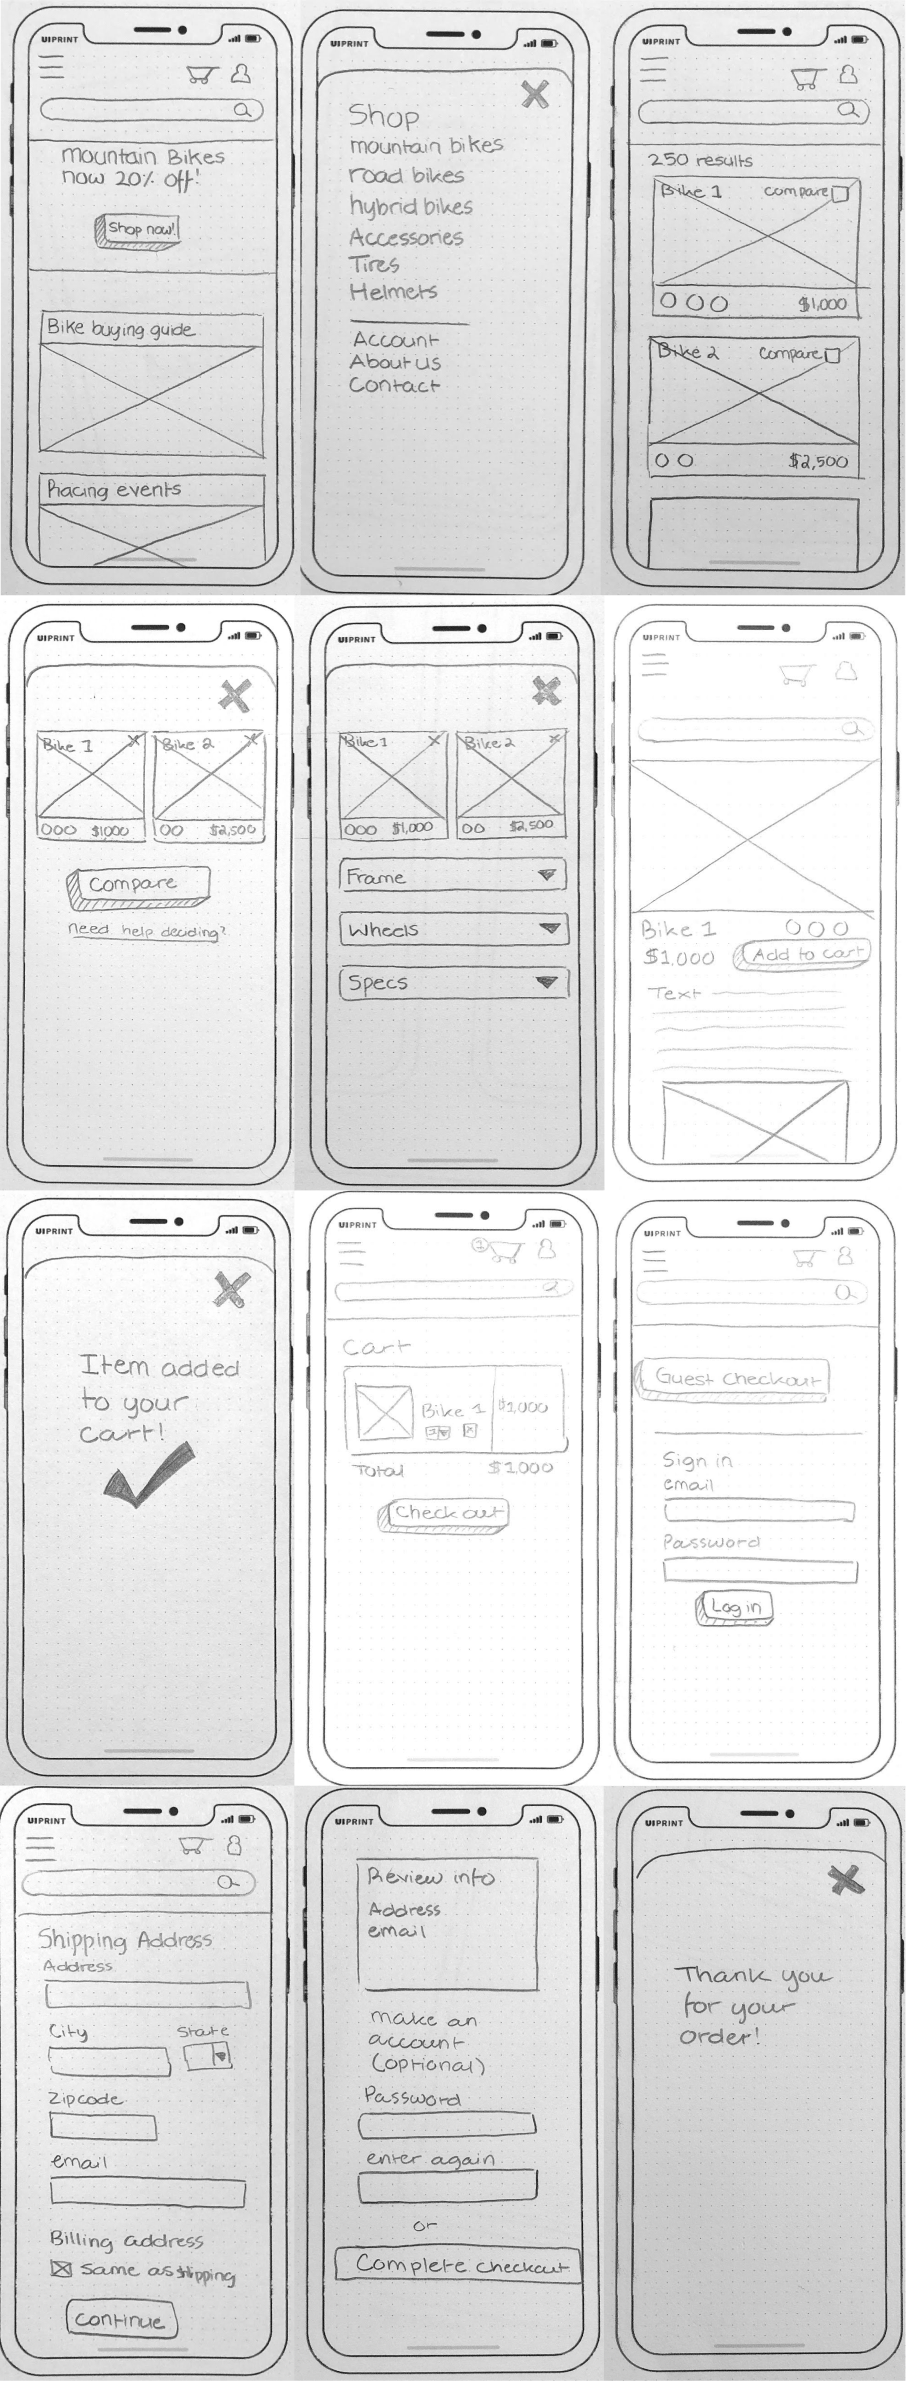 UIPRINT
mountain Bikes
now 20% off!
Shop now!
Bike buying guide
Racing events
UIPRINT
Shop
mountain bikes
road bikes
hybrid bikes
Accessories
Tires
Helmets
Account
About us
Contact
UIPRINT
250 results
Bike 1 compare
$1,000
Bike 2 compare
$2,500
UIPRINT
Bike 1 Bike 2
$1000 $2,500
Compare
need help deciding?
UIPRINT
Bike 1 Bike 2
$1,000 $2,500
Frame
Wheels
Specs
UIPRINT
Bike 1
$1,000 Add to cart
Text
UIPRINT
Item added
to your
cart!
UIPRINT
1
Cart
Bike 1 $1,000
1
Total $1,000
Check out
UIPRINT
Guest Checkout
Sign in
email
Password
Log in
UIPRINT
Shipping Address
Address
City State
Zipcode
email
Billing address
Same as shipping
continue
UIPRINT
Review info
Address
email
make an
account
(optional)
Password
enter again
or
Complete checkout
UIPRINT
Thank you
for your
order!